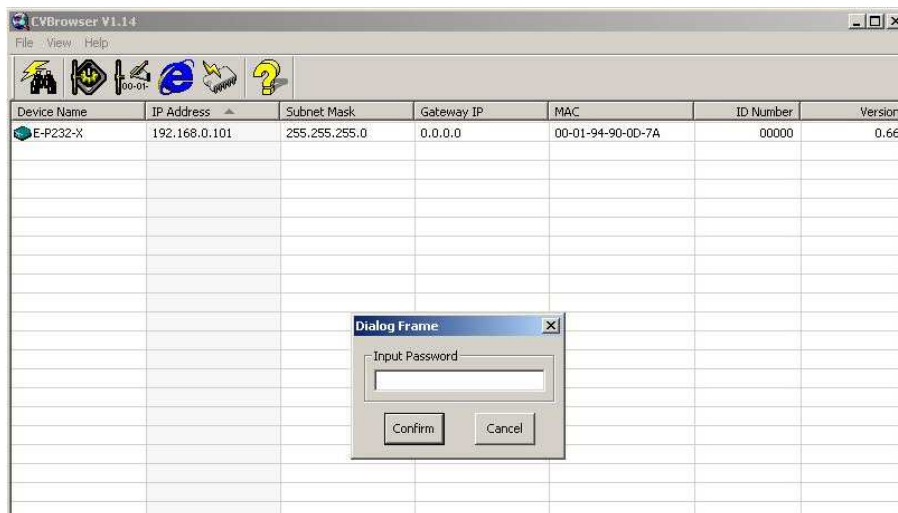 CVBrowser V1.14
File View Help
00-01-
Device Name IP Address Subnet Mask Gateway IP MAC ID Number Version
E-P232-X 192.168.0.101 255.255.255.0 0.0.0.0 00-01-94-90-0D-7A 00000 0.66
Dialog Frame
Input Password
Confirm Cancel